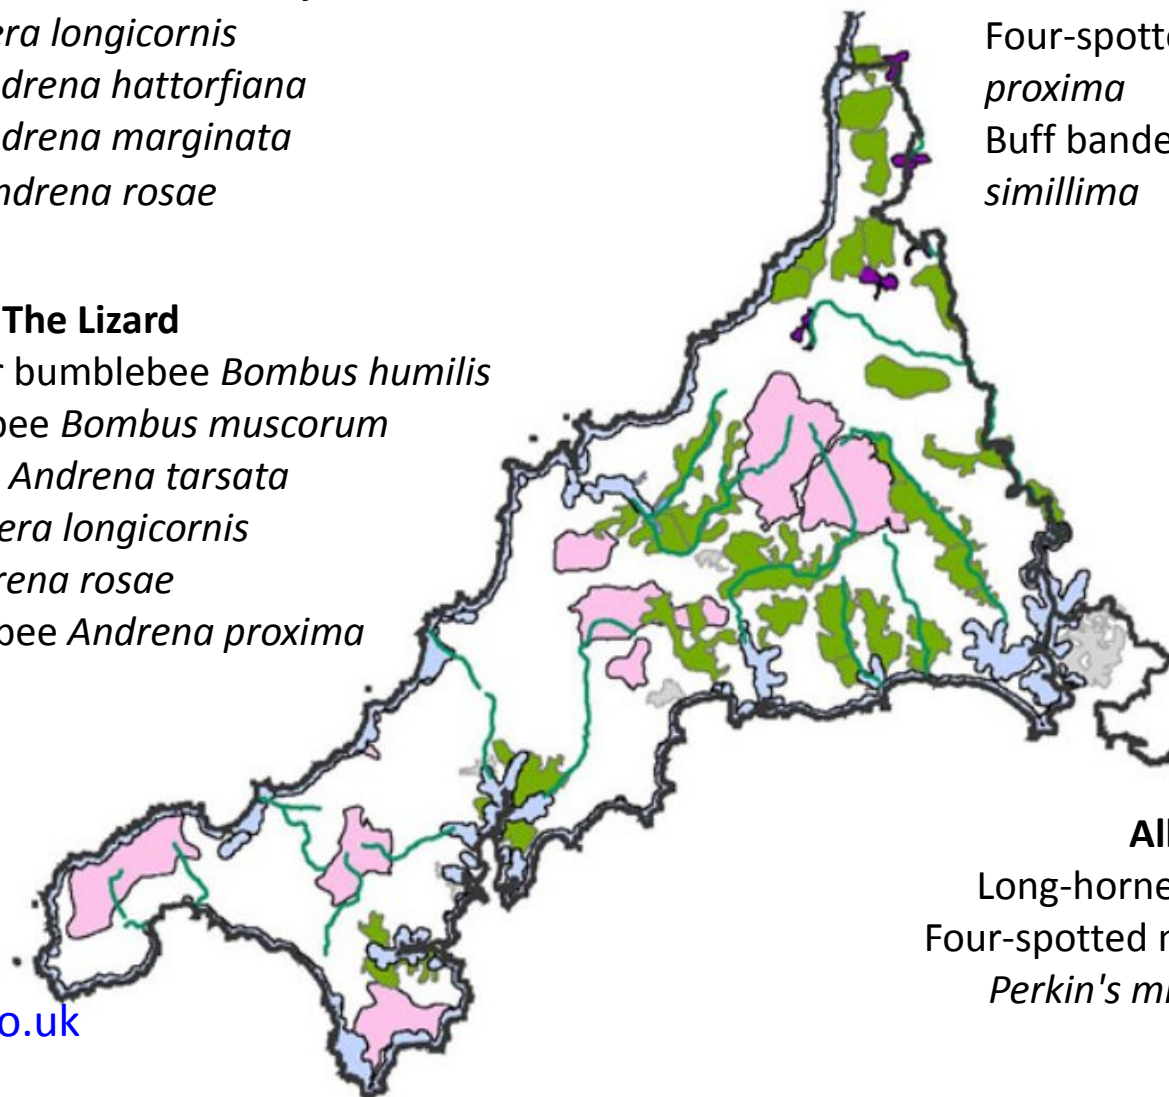 era longicornis
drena hattorfiana
drena marginata
ndrena rosae
The Lizard
r bumblebee Bombus humilis
bee Bombus muscorum
Andrena tarsata
era longicornis
rena rosae
bee Andrena proxima
o.uk
Four-spotte
proxima
Buff bande
simillima
All
Long-horne
Four-spotted n
Perkin's mi